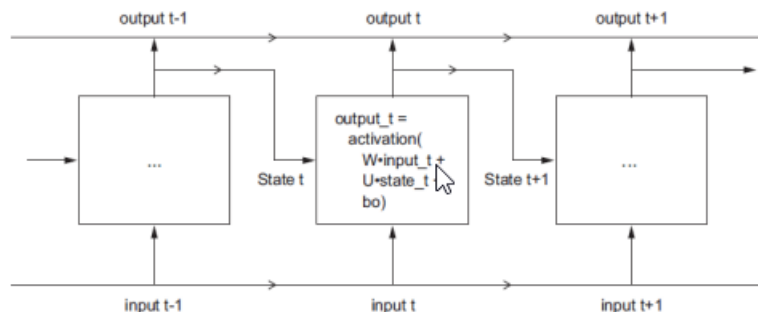 output t-1
output t
output t+1
output_t =
activation(
W•input_t +
U•state_t
bo)
...
...
State t
State t+1
input t-1
input t
input t+1